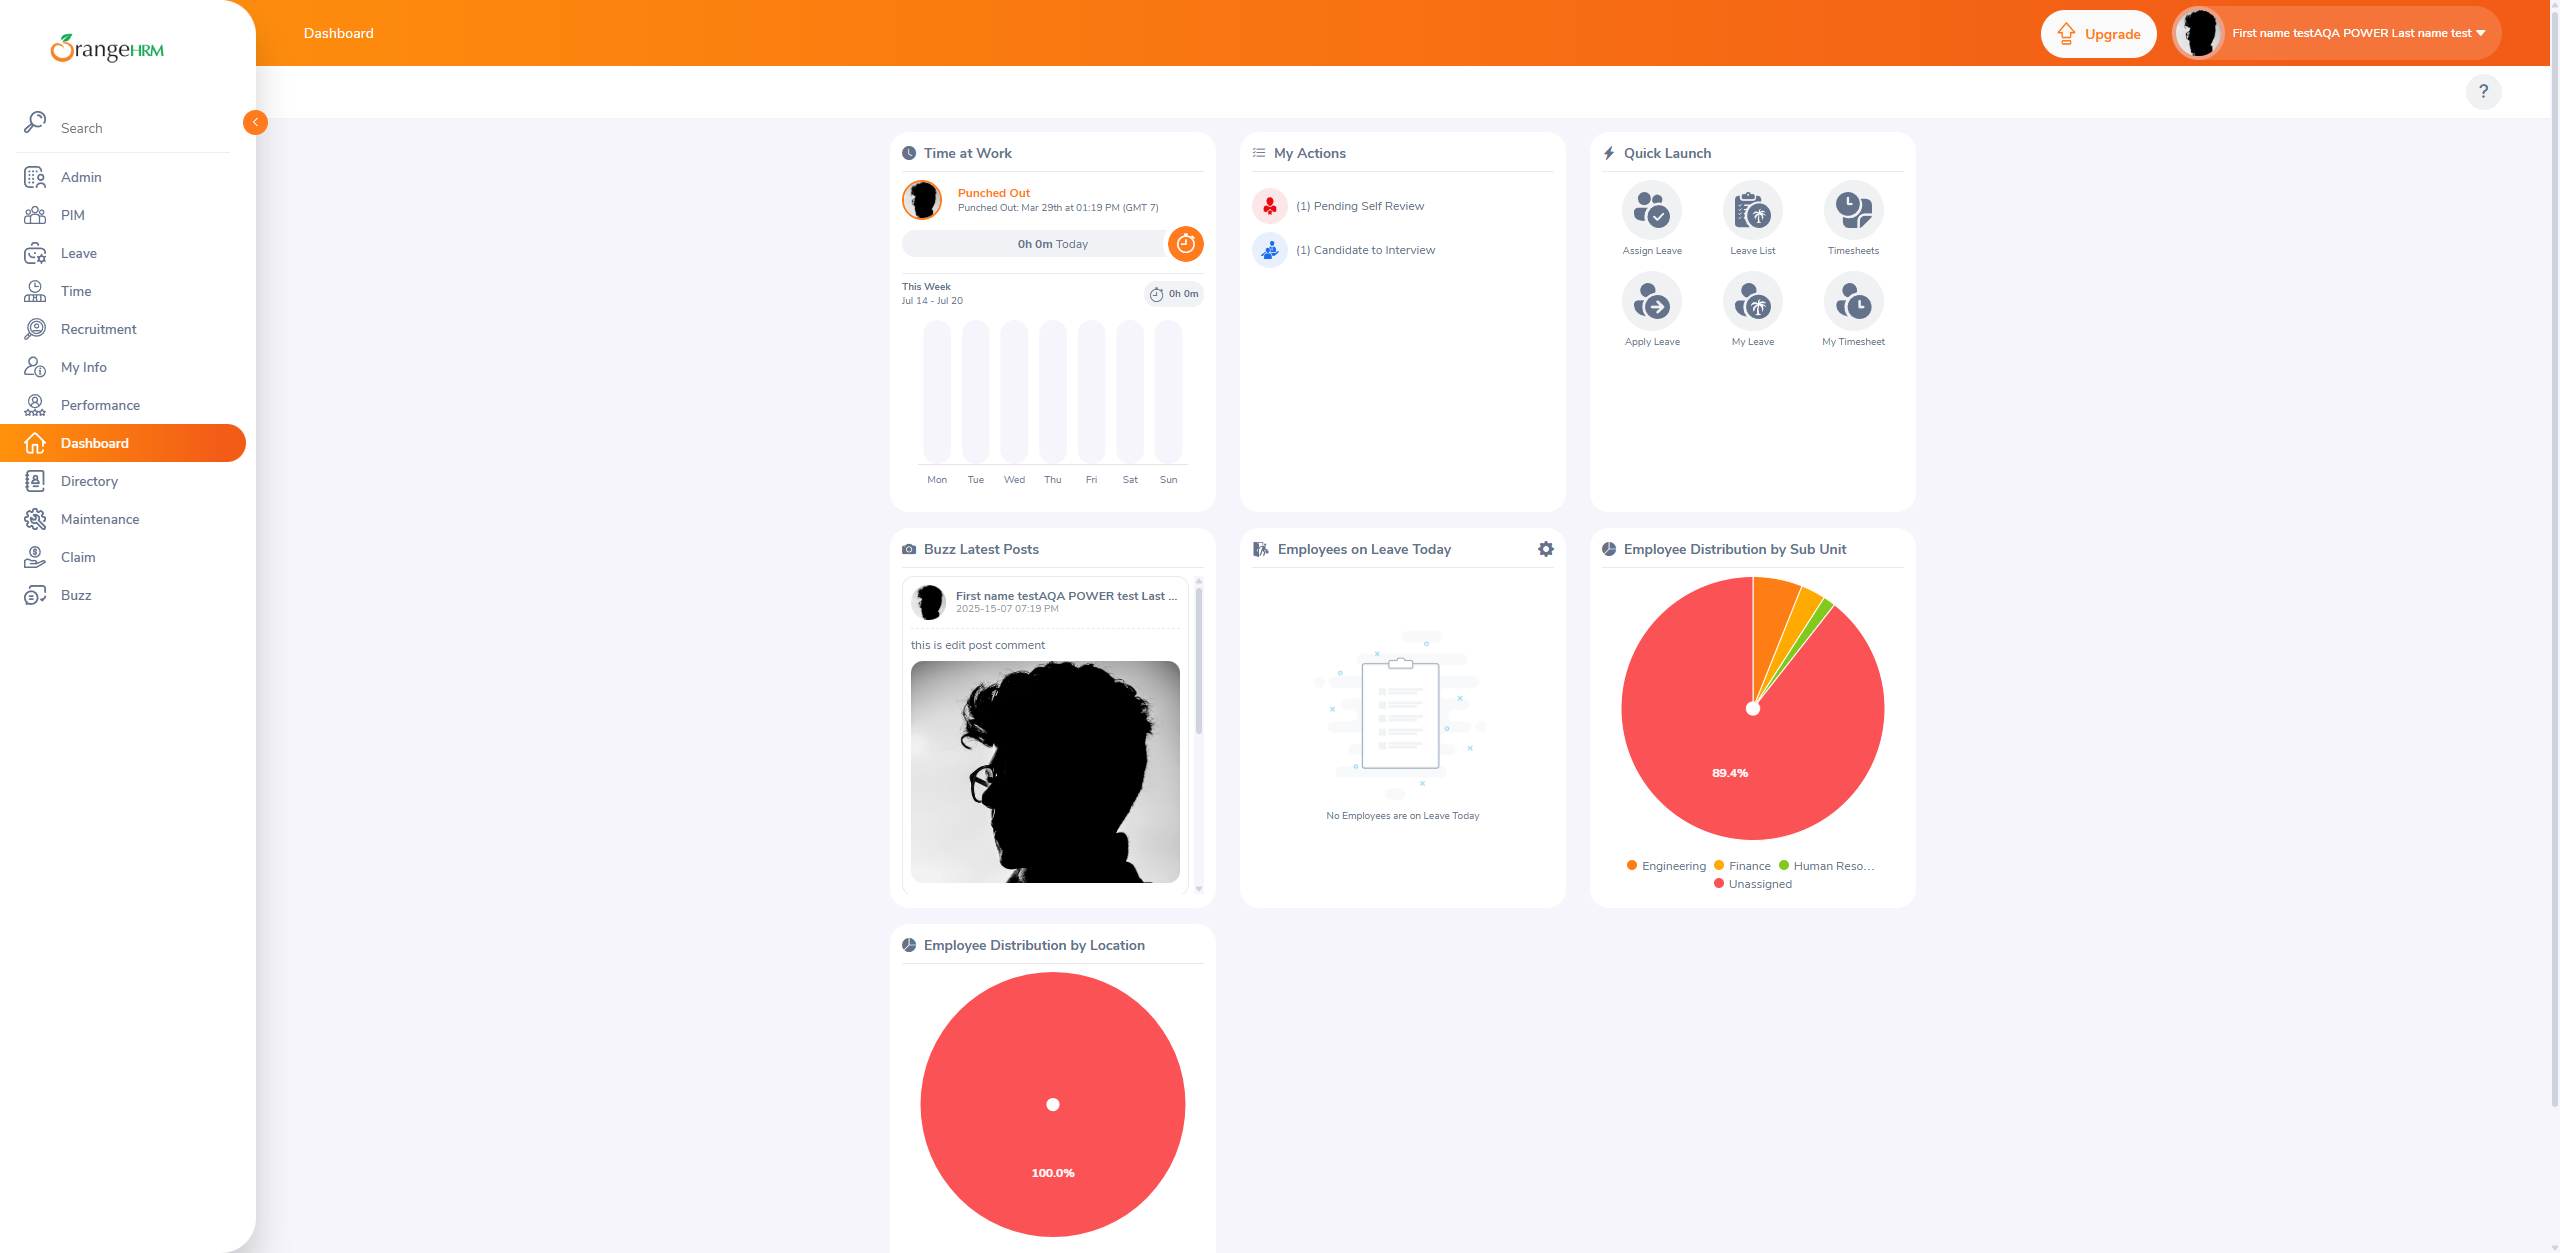 OrangeHRM
Dashboard
Upgrade
First name testAQA POWER Last name test
?
Search
Admin
PIM
Leave
Time
Recruitment
My Info
Performance
Dashboard
Directory
Maintenance
Claim
Buzz
Time at Work
Punched Out
Punched Out: Mar 29th at 01:19 PM (GMT 7)
0h 0m Today
This Week
Jul 14 - Jul 20
0h 0m
Mon Tue Wed Thu Fri Sat Sun
My Actions
(1) Pending Self Review
(1) Candidate to Interview
Quick Launch
Assign Leave
Leave List
Timesheets
Apply Leave
My Leave
My Timesheet
Buzz Latest Posts
First name testAQA POWER test Last ...
2025-15-07 07:19 PM
this is edit post comment
Employees on Leave Today
No Employees are on Leave Today
Employee Distribution by Sub Unit
89.4%
Engineering Finance Human Reso...
Unassigned
Employee Distribution by Location
100.0%